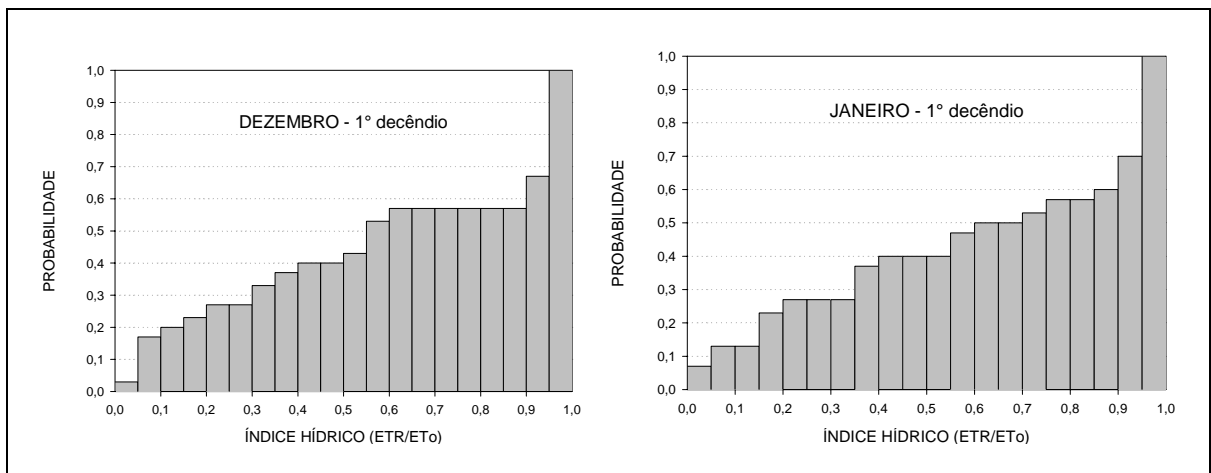 DEZEMBRO - 1° decêndio
PROBABILIDADE
1,0
0,9
0,8
0,7
0,6
0,5
0,4
0,3
0,2
0,1
0,0
0,0 0,1 0,2 0,3 0,4 0,5 0,6 0,7 0,8 0,9 1,0
ÍNDICE HÍDRICO (ETR/ETo)
JANEIRO - 1° decêndio
PROBABILIDADE
1,0
0,9
0,8
0,7
0,6
0,5
0,4
0,3
0,2
0,1
0,0
0,0 0,1 0,2 0,3 0,4 0,5 0,6 0,7 0,8 0,9 1,0
ÍNDICE HÍDRICO (ETR/ETo)